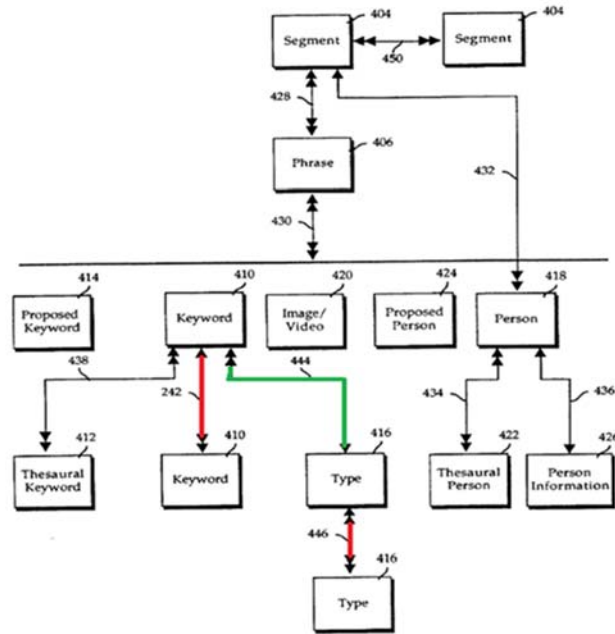 404
404
Segment
Segment
450
428
406
Phrase
432
430
414
410
420
424
418
Proposed
Keyword
Keyword
Image/
Video
Proposed
Person
Person
438
444
242
434
436
412
410
416
422
426
Thesaural
Keyword
Keyword
Type
Thesaural
Person
Person
Information
446
416
Type